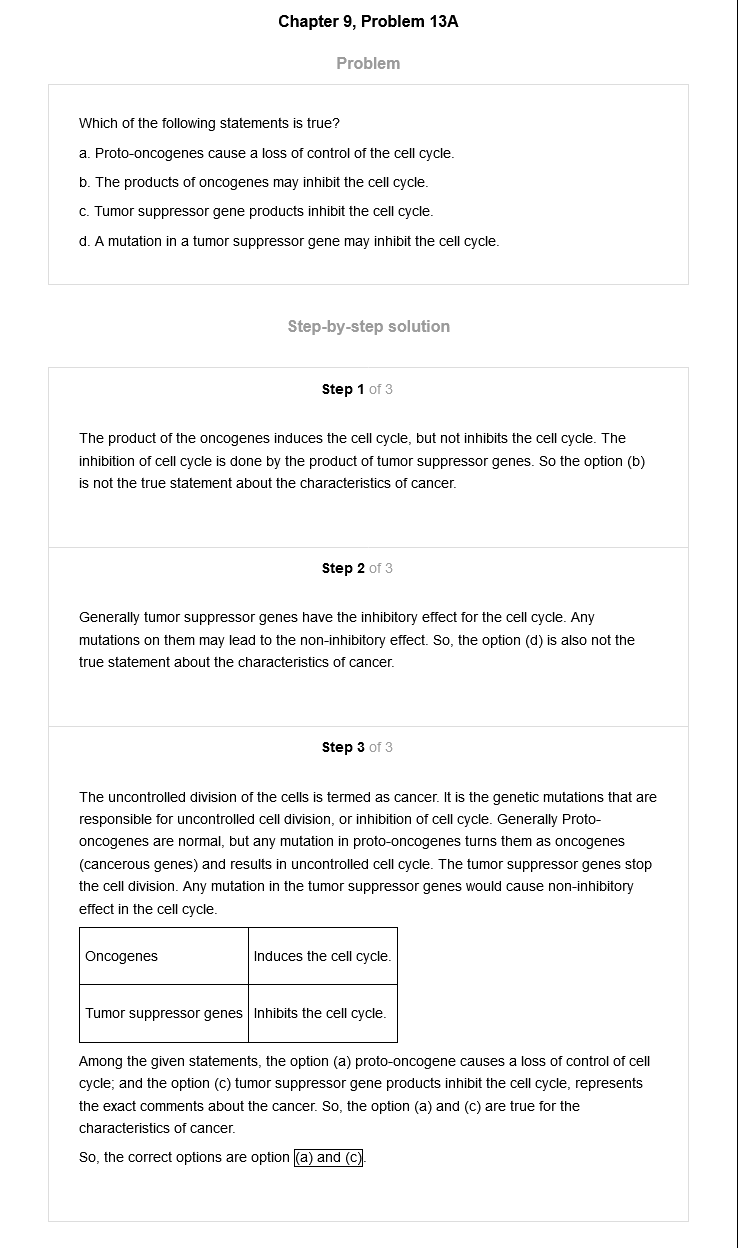 Chapter 9, Problem 13A
Problem
Which of the following statements is true?
a. Proto-oncogenes cause a loss of control of the cell cycle.
b. The products of oncogenes may inhibit the cell cycle.
c. Tumor suppressor gene products inhibit the cell cycle.
d. A mutation in a tumor suppressor gene may inhibit the cell cycle.
Step-by-step solution
Step 1 of 3
The product of the oncogenes induces the cell cycle, but not inhibits the cell cycle. The
inhibition of cell cycle is done by the product of tumor suppressor genes. So the option (b)
is not the true statement about the characteristics of cancer.
Step 2 of 3
Generally tumor suppressor genes have the inhibitory effect for the cell cycle. Any
mutations on them may lead to the non-inhibitory effect. So, the option (d) is also not the
true statement about the characteristics of cancer.
Step 3 of 3
The uncontrolled division of the cells is termed as cancer. It is the genetic mutations that are
responsible for uncontrolled cell division, or inhibition of cell cycle. Generally Proto-
oncogenes are normal, but any mutation in proto-oncogenes turns them as oncogenes
(cancerous genes) and results in uncontrolled cell cycle. The tumor suppressor genes stop
the cell division. Any mutation in the tumor suppressor genes would cause non-inhibitory
effect in the cell cycle.
Oncogenes Induces the cell cycle.
Tumor suppressor genes Inhibits the cell cycle.
Among the given statements, the option (a) proto-oncogene causes a loss of control of cell
cycle; and the option (c) tumor suppressor gene products inhibit the cell cycle, represents
the exact comments about the cancer. So, the option (a) and (c) are true for the
characteristics of cancer.
So, the correct options are option (a) and (c).